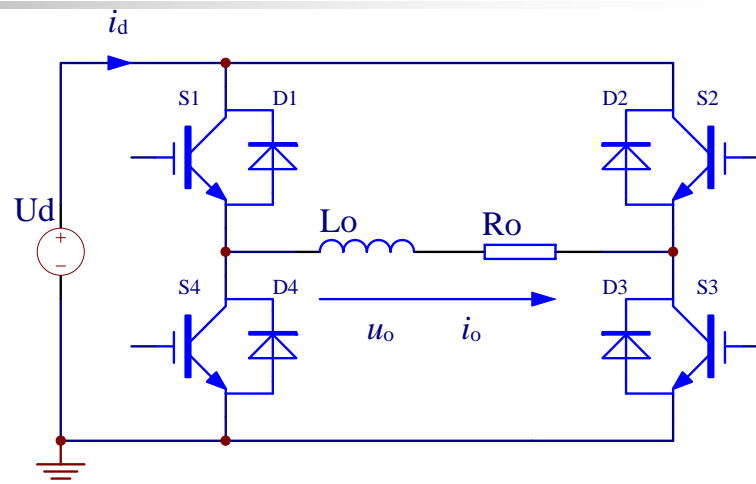 id
S1 D1 D2 S2
Ud
+
−
Lo Ro
S4 D4 D3 S3
uo io